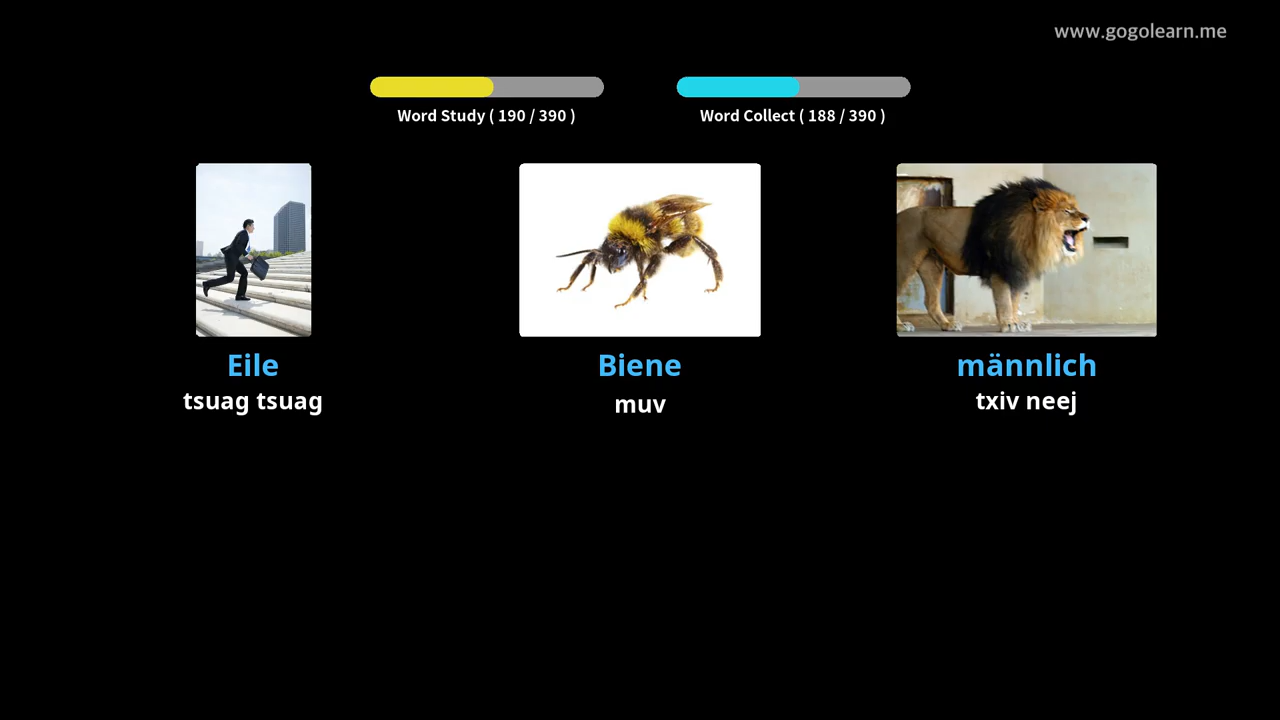 www.gogolearn.me
Word Study ( 190 / 390 )
Word Collect ( 188 / 390 )
Eile
tsuag tsuag
Biene
muv
männlich
txiv neej